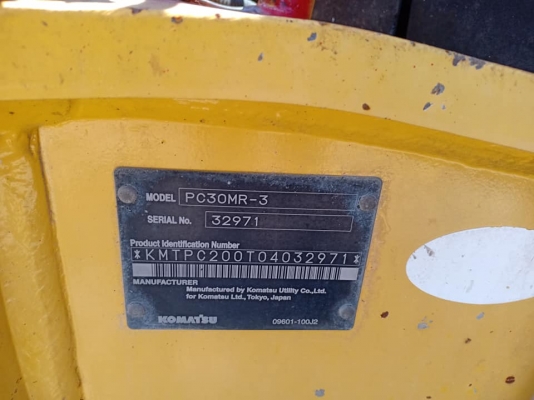 MODEL PC30MR-3
SERIAL No. 32971
Product Identification Number
*KMTPC200T04032971*
MANUFACTURER
Manufactured by Komatsu Utility Co.,Ltd.
for Komatsu Ltd., Tokyo, Japan
KOMATSU 09601-100J2